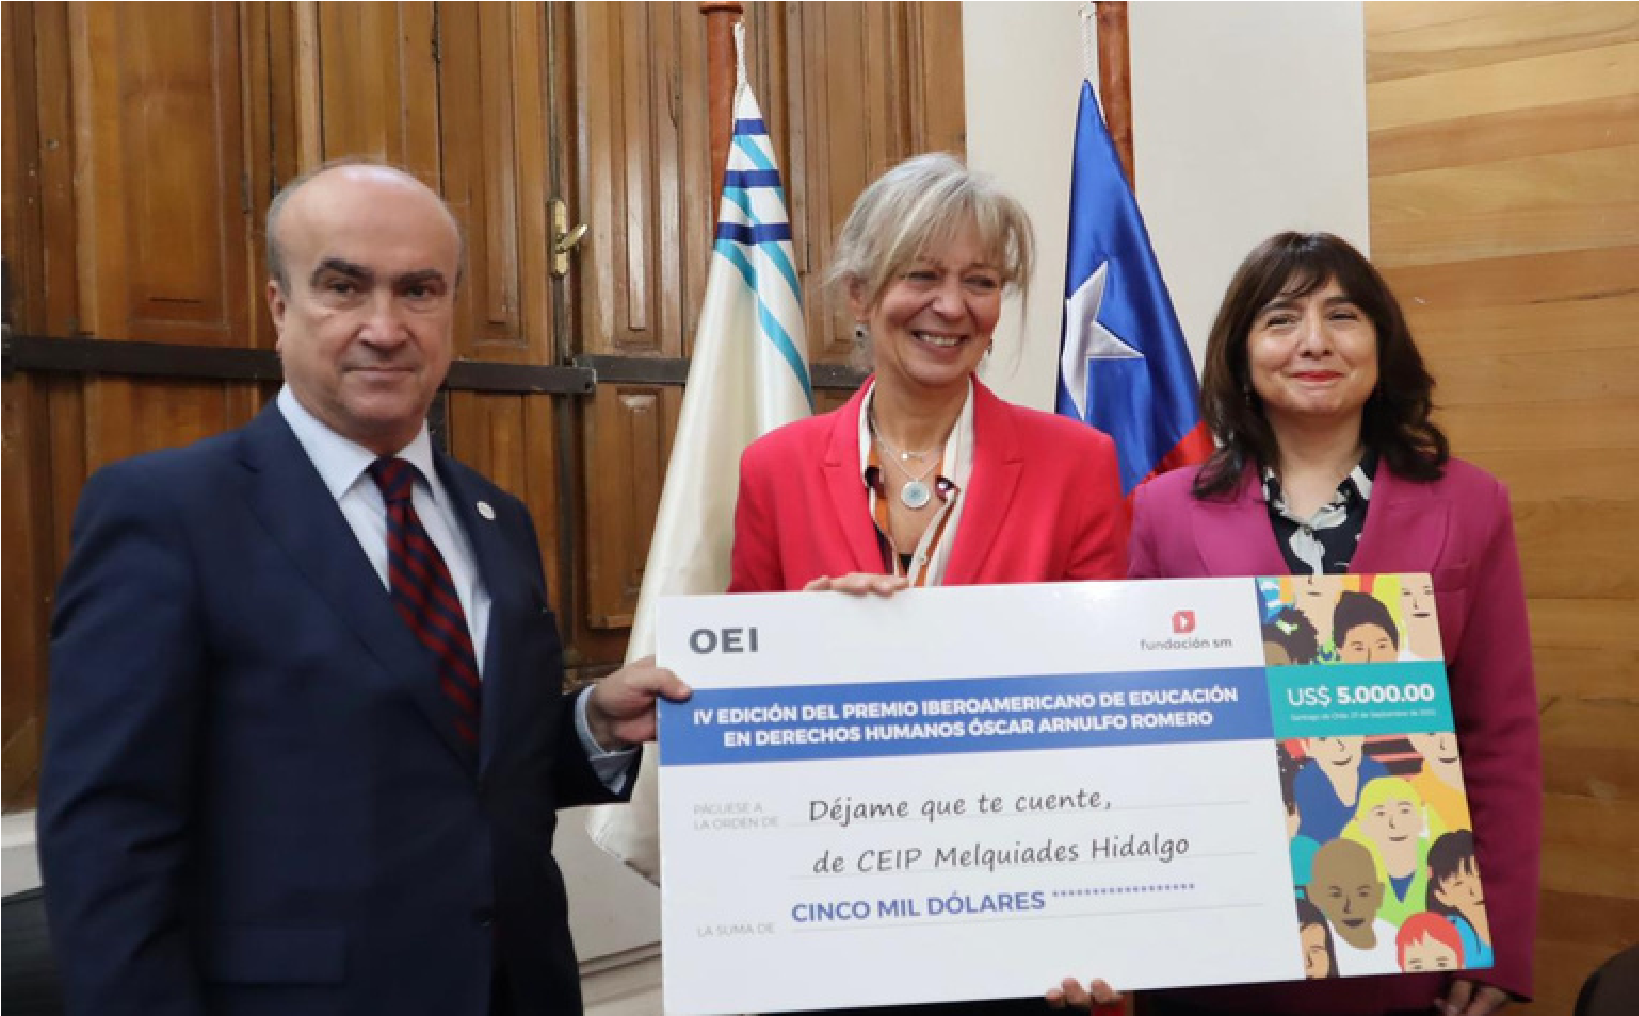 OEI
fundación sm
IV EDICIÓN DEL PREMIO IBEROAMERICANO DE EDUCACIÓN
EN DERECHOS HUMANOS ÓSCAR ARNULFO ROMERO
US$ 5.000.00
PÁGUESE A
LA ORDEN DE
Déjame que te cuente,
de CEIP Melquiades Hidalgo
LA SUMA DE
CINCO MIL DÓLARES